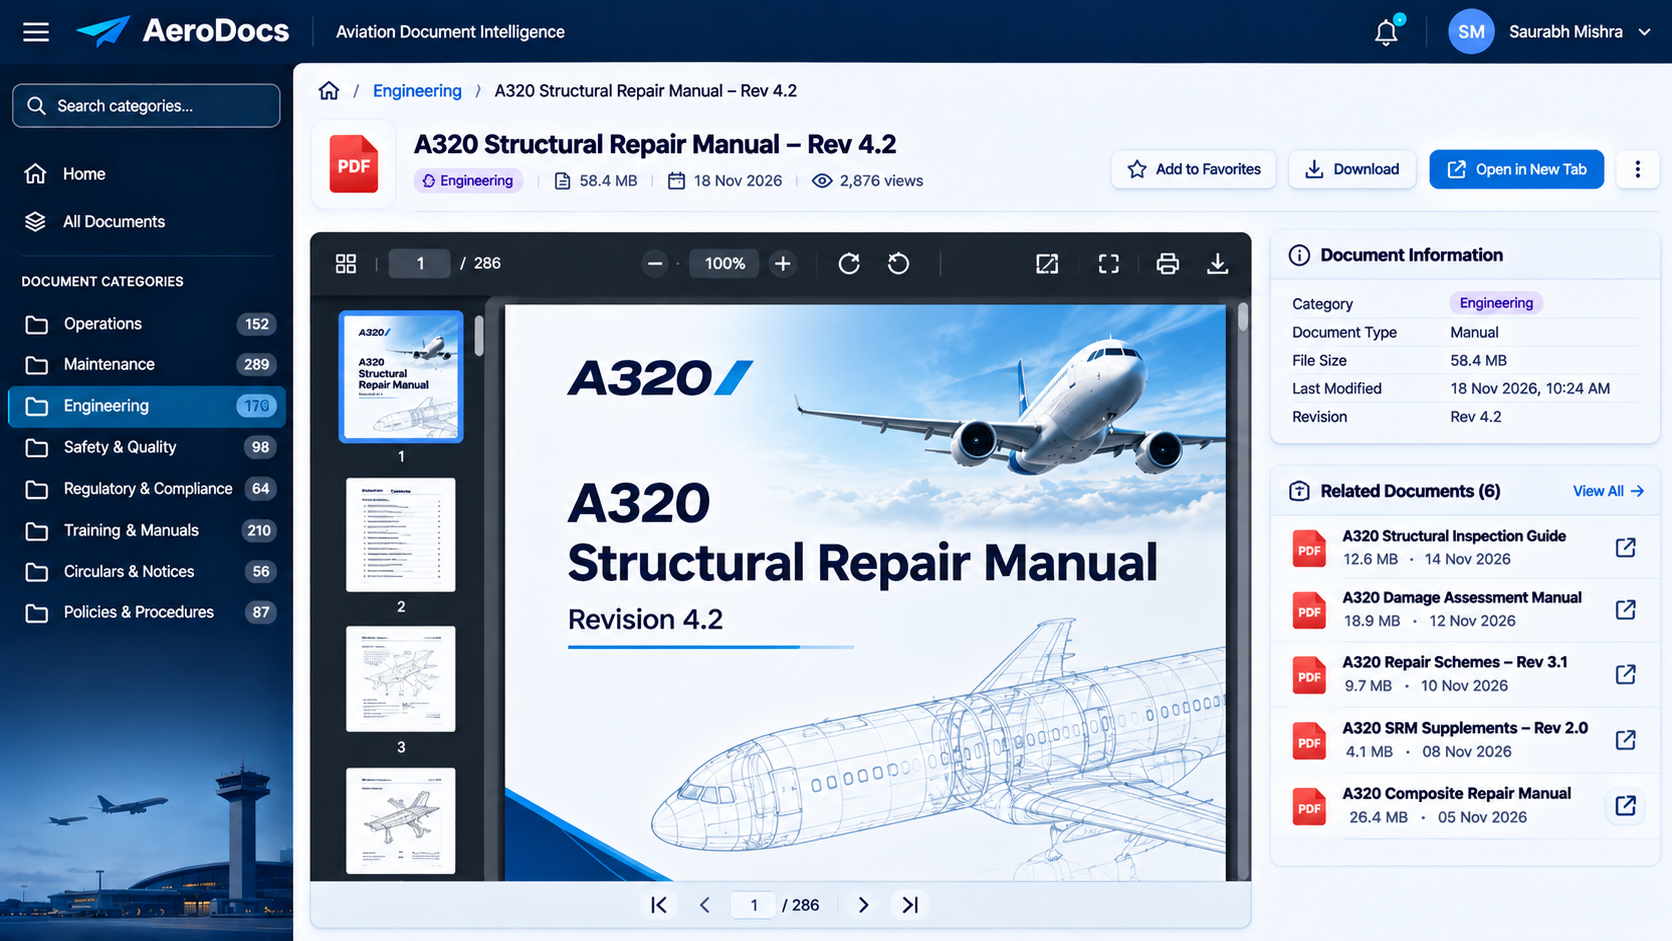 AeroDocs
Aviation Document Intelligence
SM
Saurabh Mishra
Search categories...
Home
All Documents
DOCUMENT CATEGORIES
Operations 152
Maintenance 289
Engineering
Safety & Quality 98
Regulatory & Compliance 64
Training & Manuals 210
Circulars & Notices 56
Policies & Procedures 87
/ Engineering / A320 Structural Repair Manual – Rev 4.2
PDF
A320 Structural Repair Manual – Rev 4.2
Engineering 58.4 MB 18 Nov 2026 2,876 views
Add to Favorites
Download
Open in New Tab
1 / 286
100%
A320
A320
Structural
Repair Manual
1
2
3
A320
A320
Structural Repair Manual
Revision 4.2
1 / 286
Document Information
Category Engineering
Document Type Manual
File Size 58.4 MB
Last Modified 18 Nov 2026, 10:24 AM
Revision Rev 4.2
Related Documents (6) View All
PDF
A320 Structural Inspection Guide
12.6 MB • 14 Nov 2026
PDF
A320 Damage Assessment Manual
18.9 MB • 12 Nov 2026
PDF
A320 Repair Schemes – Rev 3.1
9.7 MB • 10 Nov 2026
PDF
A320 SRM Supplements – Rev 2.0
4.1 MB • 08 Nov 2026
PDF
A320 Composite Repair Manual
26.4 MB • 05 Nov 2026